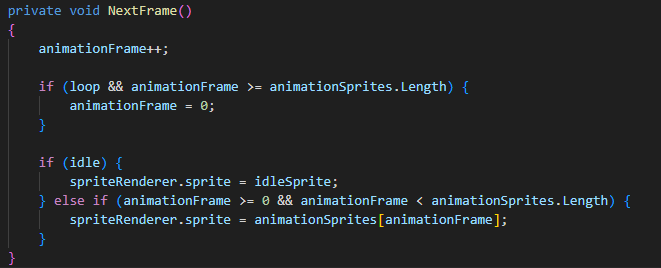 private void NextFrame()
{
    animationFrame++;

    if (loop && animationFrame >= animationSprites.Length) {
        animationFrame = 0;
    }

    if (idle) {
        spriteRenderer.sprite = idleSprite;
    } else if (animationFrame >= 0 && animationFrame < animationSprites.Length) {
        spriteRenderer.sprite = animationSprites[animationFrame];
    }
}